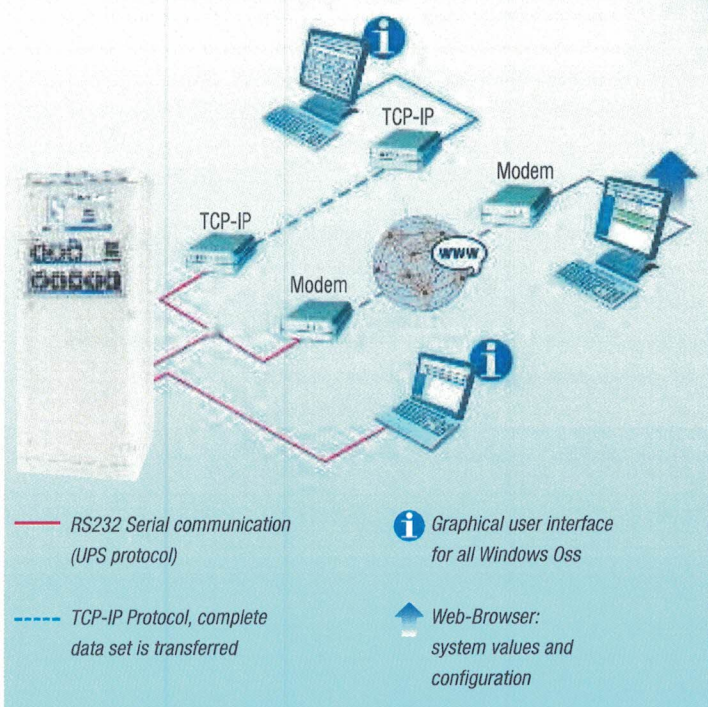 TCP-IP
Modem
TCP-IP
www
Modem
RS232 Serial communication
(UPS protocol)
Graphical user interface
for all Windows Oss
TCP-IP Protocol, complete
data set is transferred
Web-Browser:
system values and
configuration